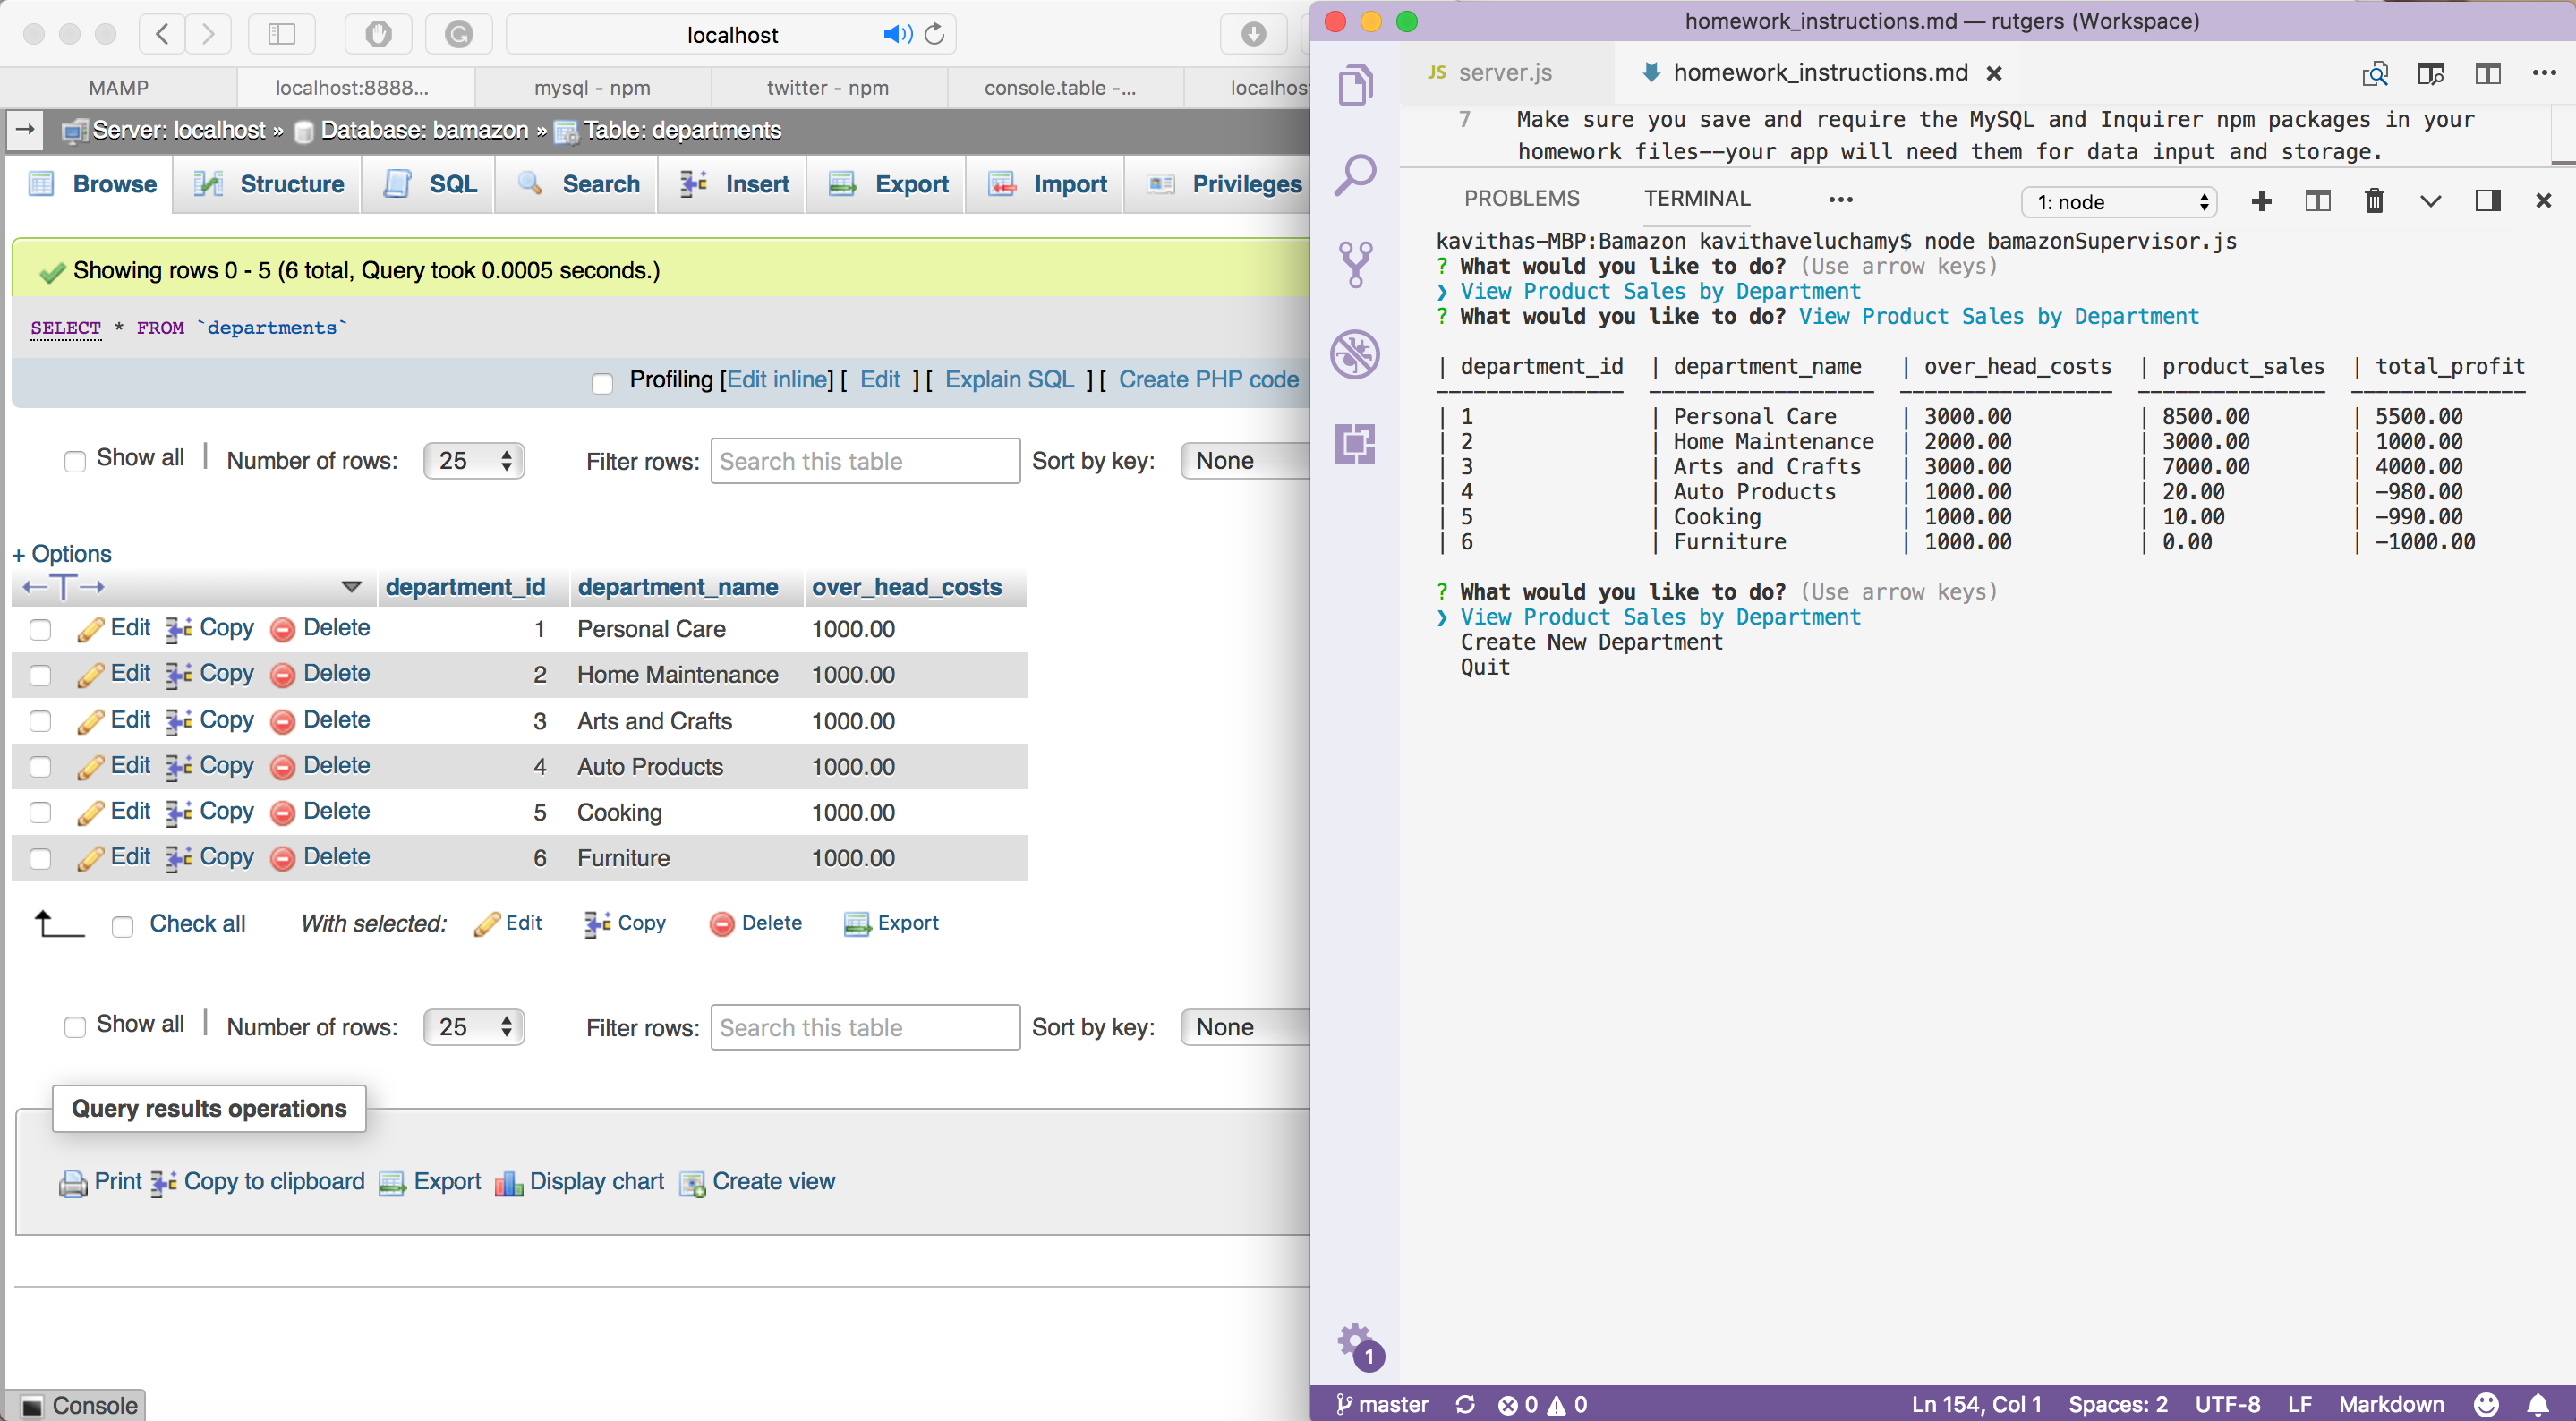 localhost
MAMP
localhost:8888...
mysql - npm
twitter - npm
console.table -...
localhos
Server: localhost » Database: bamazon » Table: departments
Browse
Structure
SQL
Search
Insert
Export
Import
Privileges
Showing rows 0 - 5 (6 total, Query took 0.0005 seconds.)
SELECT * FROM `departments`
Profiling [Edit inline] [ Edit ] [ Explain SQL ] [ Create PHP code
Show all | Number of rows: 25 Filter rows: Search this table Sort by key: None
+ Options
department_id department_name over_head_costs
Edit Copy Delete 1 Personal Care 1000.00
Edit Copy Delete 2 Home Maintenance 1000.00
Edit Copy Delete 3 Arts and Crafts 1000.00
Edit Copy Delete 4 Auto Products 1000.00
Edit Copy Delete 5 Cooking 1000.00
Edit Copy Delete 6 Furniture 1000.00
Check all With selected: Edit Copy Delete Export
Show all | Number of rows: 25 Filter rows: Search this table Sort by key: None
Query results operations
Print Copy to clipboard Export Display chart Create view
Console
homework_instructions.md — rutgers (Workspace)
JS server.js
homework_instructions.md
7 Make sure you save and require the MySQL and Inquirer npm packages in your
homework files--your app will need them for data input and storage.
PROBLEMS TERMINAL ... 1: node
kavithas-MBP:Bamazon kavithaveluchamy$ node bamazonSupervisor.js
? What would you like to do? (Use arrow keys)
❯ View Product Sales by Department
? What would you like to do? View Product Sales by Department
| department_id | department_name | over_head_costs | product_sales | total_profit
--------------- ------------------ ----------------- --------------- --------------
| 1 | Personal Care | 3000.00 | 8500.00 | 5500.00
| 2 | Home Maintenance | 2000.00 | 3000.00 | 1000.00
| 3 | Arts and Crafts | 3000.00 | 7000.00 | 4000.00
| 4 | Auto Products | 1000.00 | 20.00 | -980.00
| 5 | Cooking | 1000.00 | 10.00 | -990.00
| 6 | Furniture | 1000.00 | 0.00 | -1000.00
? What would you like to do? (Use arrow keys)
❯ View Product Sales by Department
Create New Department
Quit
1
master 0 0 Ln 154, Col 1 Spaces: 2 UTF-8 LF Markdown